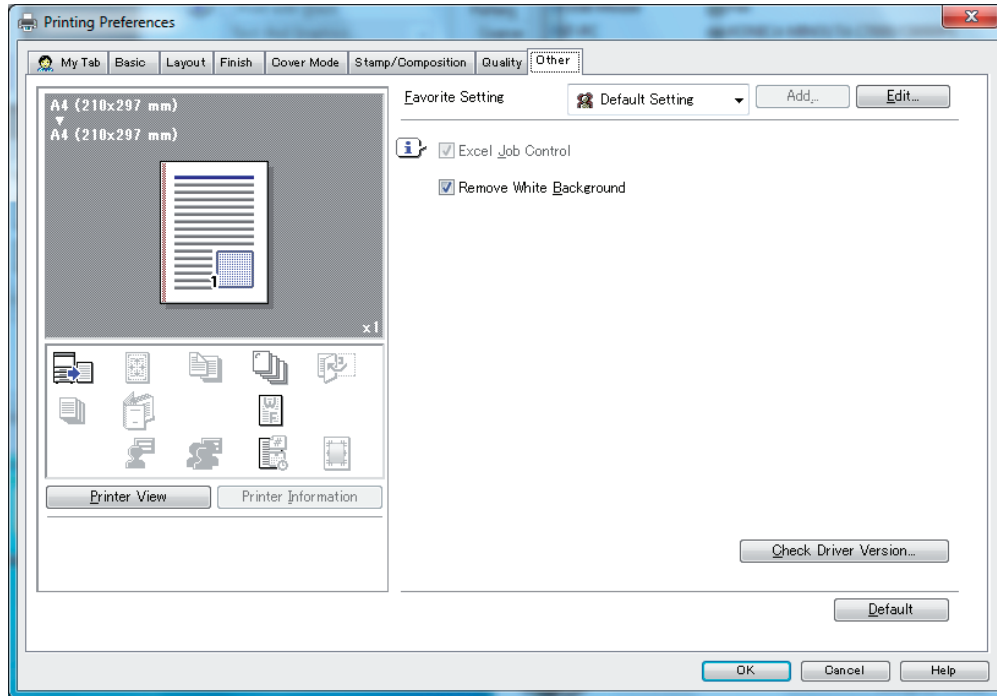 Printing Preferences
My Tab Basic Layout Finish Cover Mode Stamp/Composition Quality Other
A4 (210x297 mm)
A4 (210x297 mm)
1
x1
Printer View Printer Information
Favorite Setting Default Setting Add... Edit...
Excel Job Control
Remove White Background
Check Driver Version...
Default
OK Cancel Help